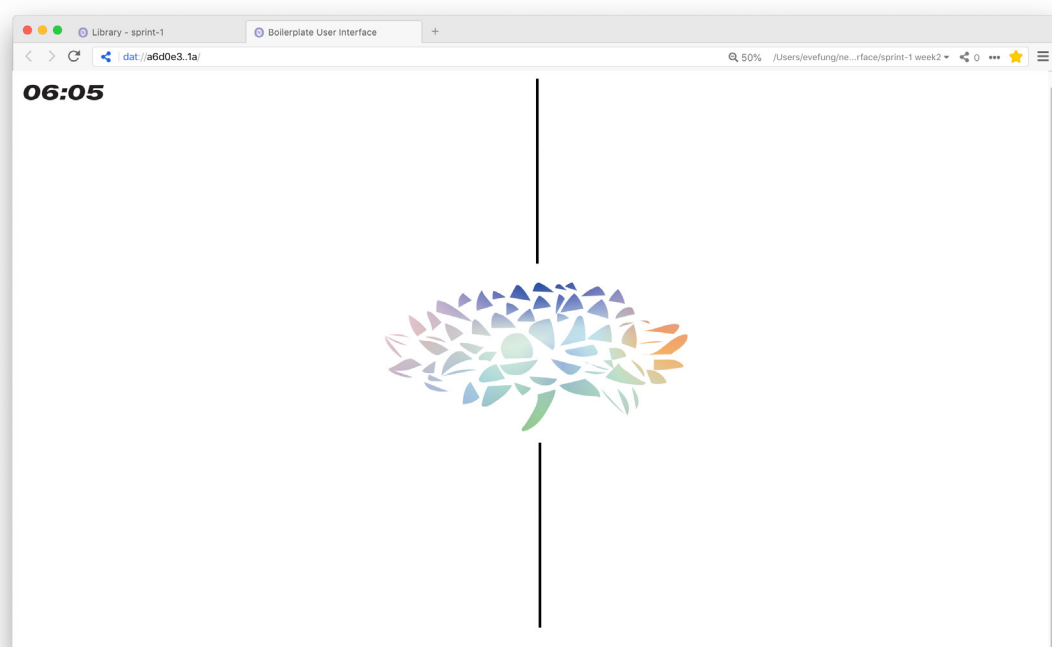 Library - sprint-1
Boilerplate User Interface
dat://a6d0e3..1a/
50%
/Users/evefung/ne...rface/sprint-1 week2
0
06:05